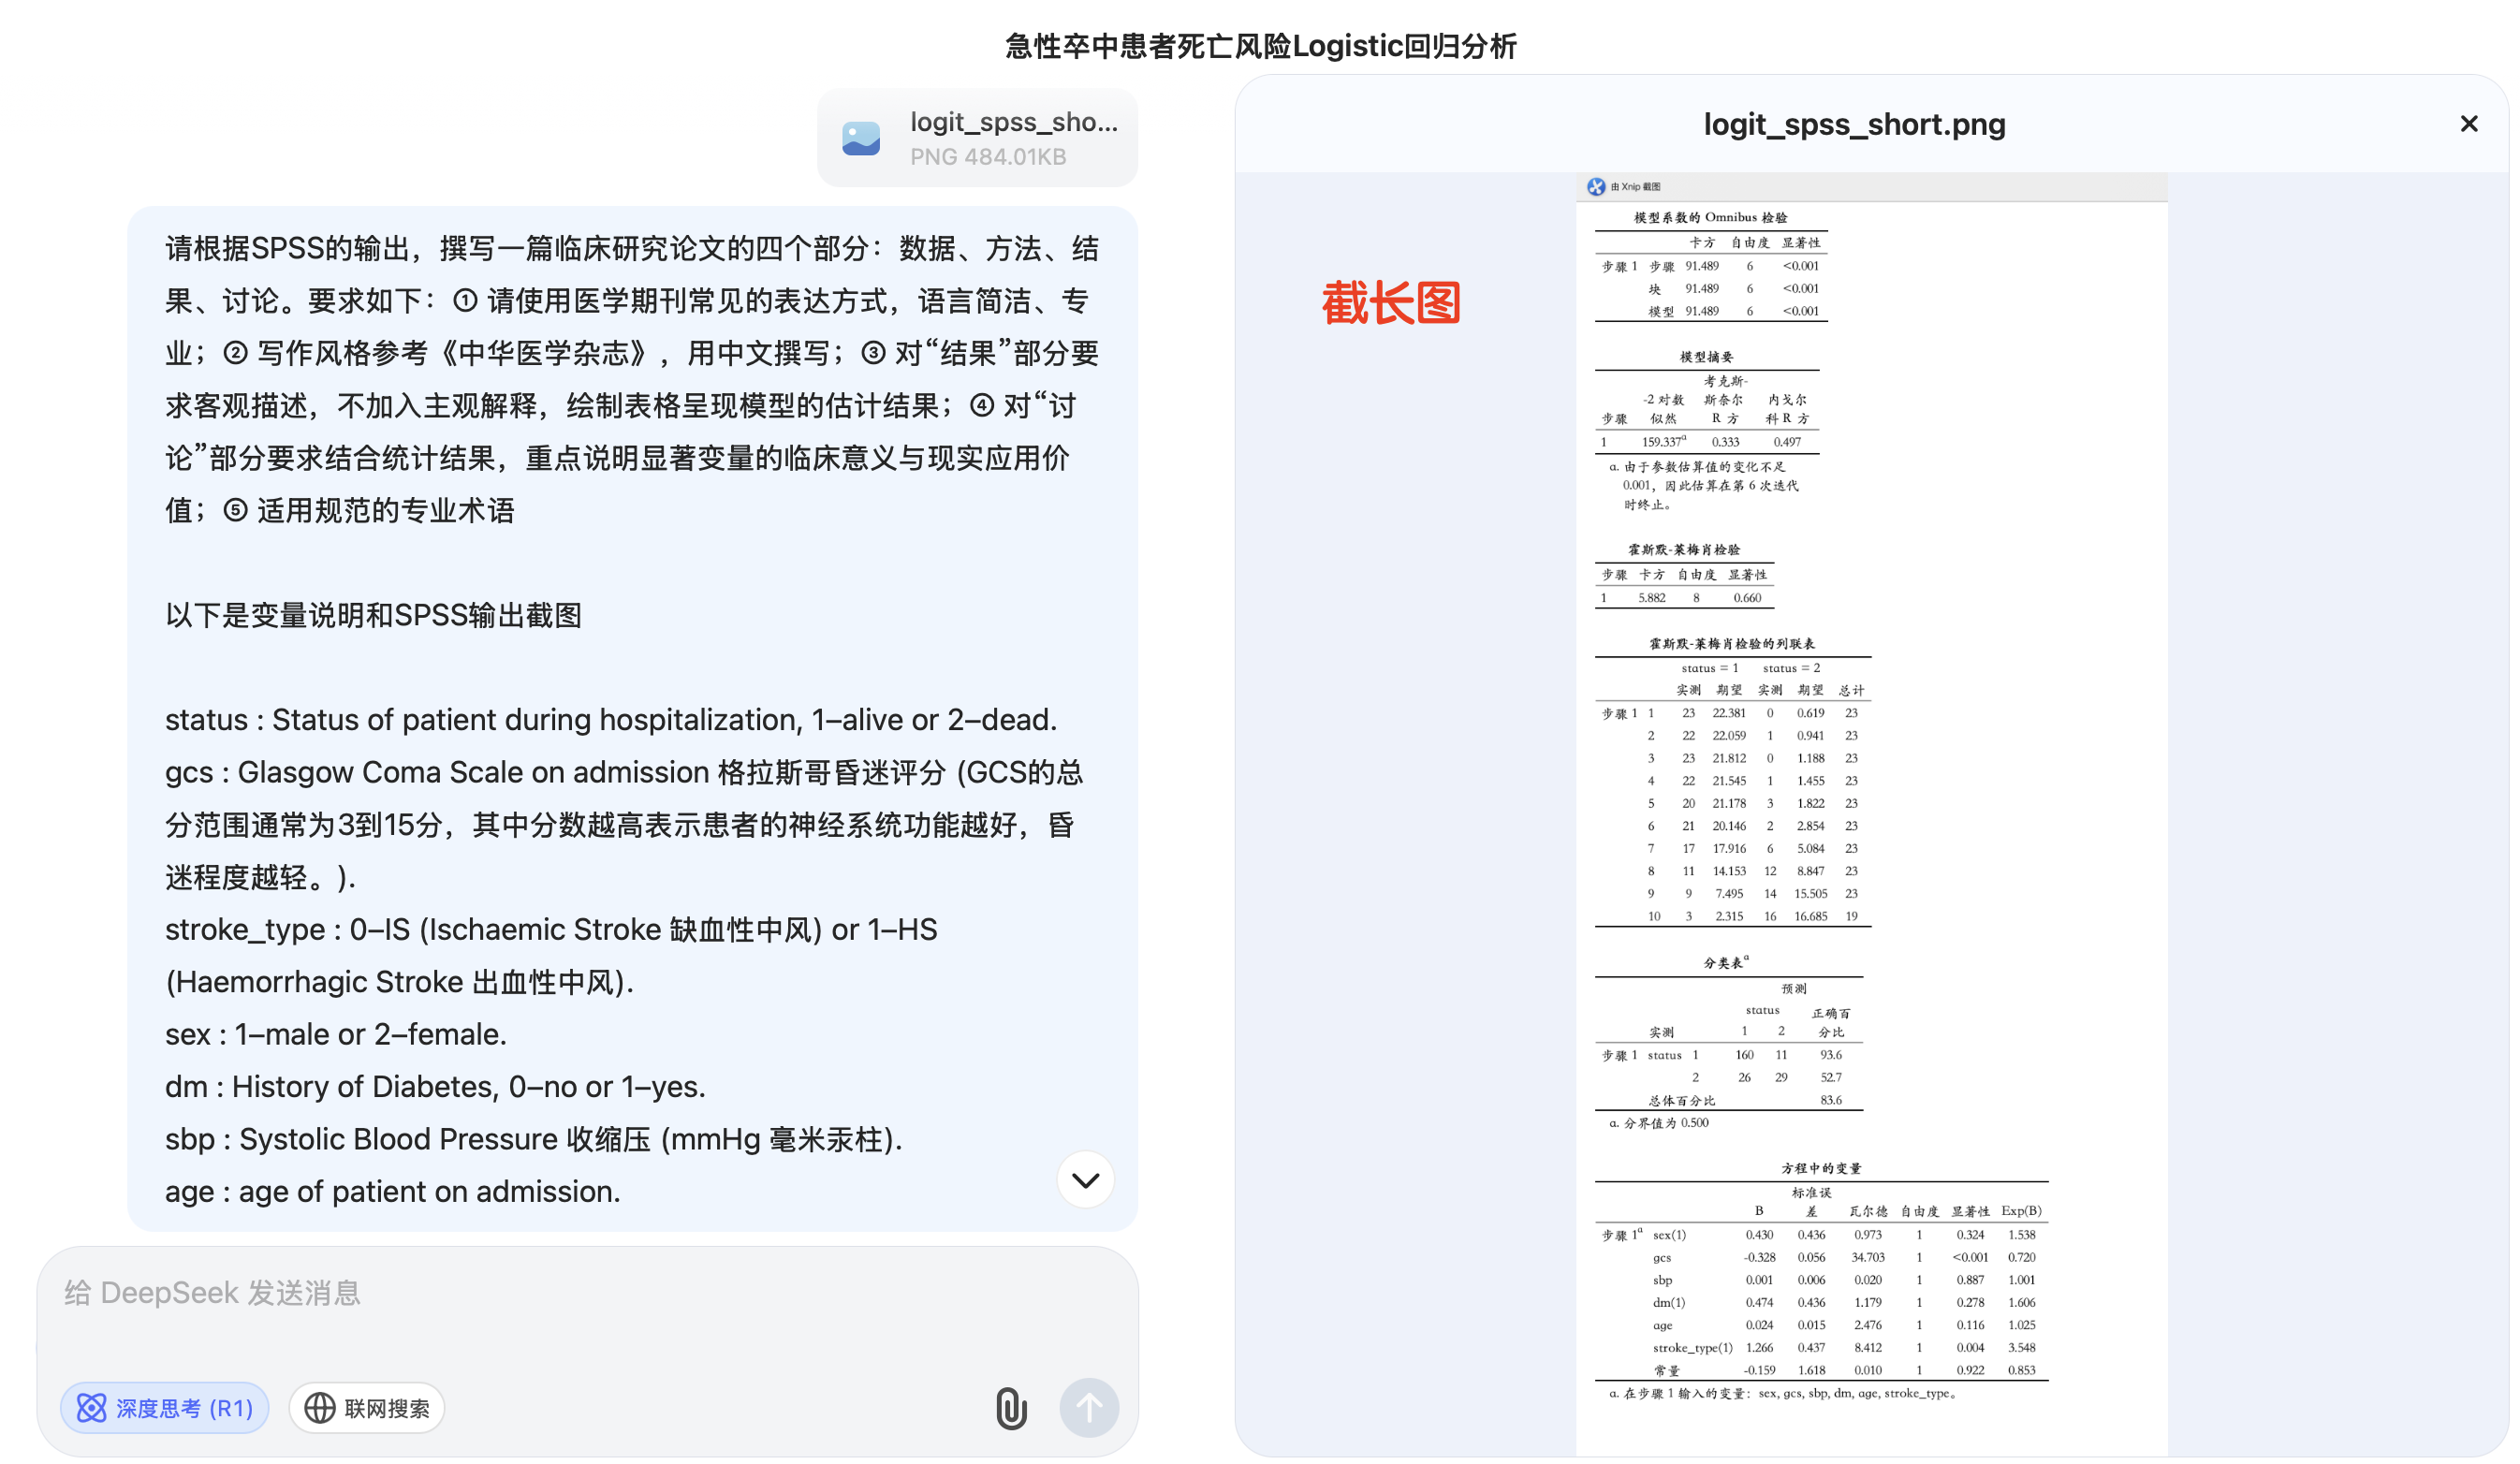 急性卒中患者死亡风险Logistic回归分析
logit_spss_sho...
PNG 484.01KB
请根据SPSS的输出，撰写一篇临床研究论文的四个部分：数据、方法、结
果、讨论。要求如下：① 请使用医学期刊常见的表达方式，语言简洁、专
业；② 写作风格参考《中华医学杂志》，用中文撰写；③ 对“结果”部分要
求客观描述，不加入主观解释，绘制表格呈现模型的估计结果；④ 对“讨
论”部分要求结合统计结果，重点说明显著变量的临床意义与现实应用价
值；⑤ 适用规范的专业术语
以下是变量说明和SPSS输出截图
status : Status of patient during hospitalization, 1–alive or 2–dead.
gcs : Glasgow Coma Scale on admission 格拉斯哥昏迷评分 (GCS的总
分范围通常为3到15分，其中分数越高表示患者的神经系统功能越好，昏
迷程度越轻。).
stroke_type : 0–IS (Ischaemic Stroke 缺血性中风) or 1–HS
(Haemorrhagic Stroke 出血性中风).
sex : 1–male or 2–female.
dm : History of Diabetes, 0–no or 1–yes.
sbp : Systolic Blood Pressure 收缩压 (mmHg 毫米汞柱).
age : age of patient on admission.
给 DeepSeek 发送消息
深度思考 (R1) 联网搜索
logit_spss_short.png
截长图
由 Xnip 截图
模型系数的 Omnibus 检验
卡方 自由度 显著性
步骤 1 步骤 91.489 6 <0.001
块 91.489 6 <0.001
模型 91.489 6 <0.001
模型摘要
考克斯-
-2 对数 斯奈尔 内戈尔
步骤 似然 R 方 科 R 方
1 159.337a 0.333 0.497
a. 由于参数估算值的变化不足
0.001，因此估算在第 6 次迭代
时终止。
霍斯默-莱梅肖检验
步骤 卡方 自由度 显著性
1 5.882 8 0.660
霍斯默-莱梅肖检验的列联表
status = 1 status = 2
实测 期望 实测 期望 总计
步骤 1 1 23 22.381 0 0.619 23
2 22 22.059 1 0.941 23
3 23 21.812 0 1.188 23
4 22 21.545 1 1.455 23
5 20 21.178 3 1.822 23
6 21 20.146 2 2.854 23
7 17 17.916 6 5.084 23
8 11 14.153 12 8.847 23
9 9 7.495 14 15.505 23
10 3 2.315 16 16.685 19
分类表a
预测
status 正确百
实测 1 2 分比
步骤 1 status 1 160 11 93.6
2 26 29 52.7
总体百分比 83.6
a. 分界值为 0.500
方程中的变量
标准误
B 差 瓦尔德 自由度 显著性 Exp(B)
步骤 1a sex(1) 0.430 0.436 0.973 1 0.324 1.538
gcs -0.328 0.056 34.703 1 <0.001 0.720
sbp 0.001 0.006 0.020 1 0.887 1.001
dm(1) 0.474 0.436 1.179 1 0.278 1.606
age 0.024 0.015 2.476 1 0.116 1.025
stroke_type(1) 1.266 0.437 8.412 1 0.004 3.548
常量 -0.159 1.618 0.010 1 0.922 0.853
a. 在步骤 1 输入的变量：sex, gcs, sbp, dm, age, stroke_type。